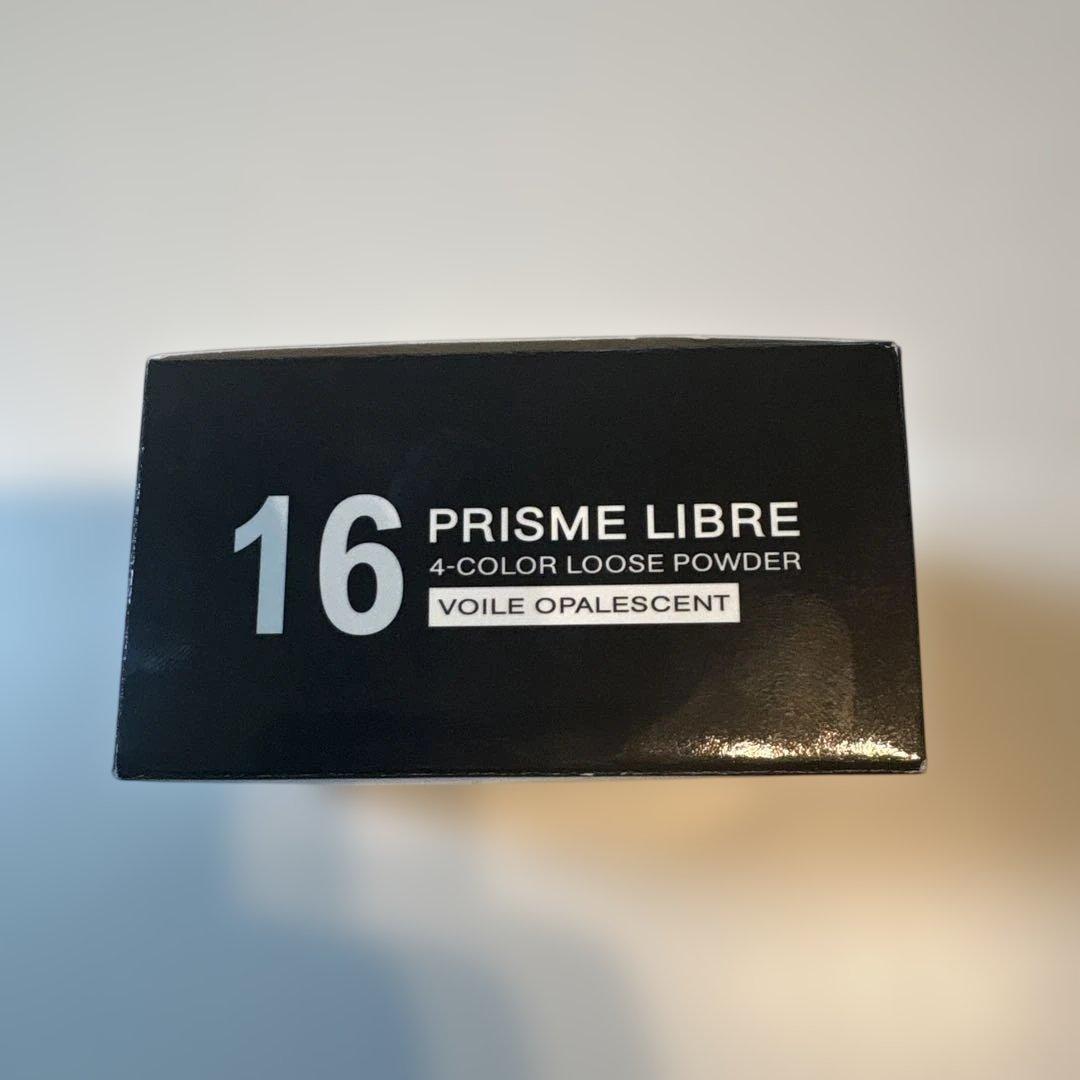 16
PRISME LIBRE
4-COLOR LOOSE POWDER
VOILE OPALESCENT